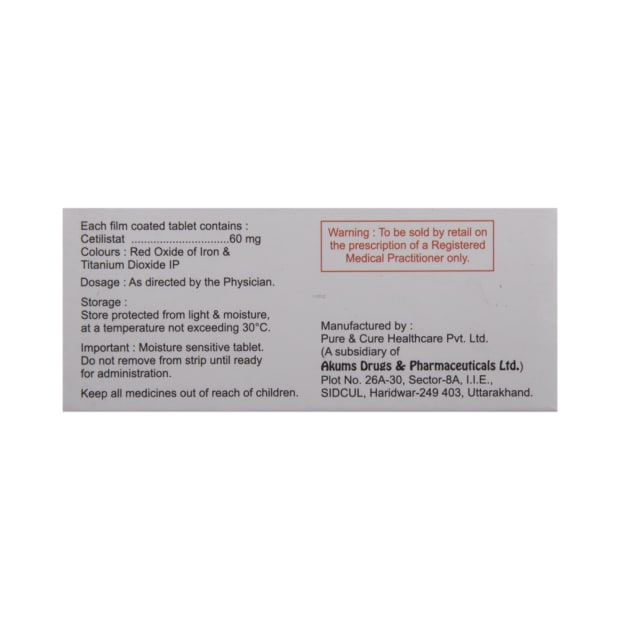 Each film coated tablet contains :
Cetilistat ...............................60 mg
Colours : Red Oxide of Iron &
Titanium Dioxide IP
Dosage : As directed by the Physician.
Storage :
Store protected from light & moisture,
at a temperature not exceeding 30°C.
Important : Moisture sensitive tablet.
Do not remove from strip until ready
for administration.
Keep all medicines out of reach of children.
Warning : To be sold by retail on
the prescription of a Registered
Medical Practitioner only.
Manufactured by :
Pure & Cure Healthcare Pvt. Ltd.
(A subsidiary of
Akums Drugs & Pharmaceuticals Ltd.)
Plot No. 26A-30, Sector-8A, I.I.E.,
SIDCUL, Haridwar-249 403, Uttarakhand.